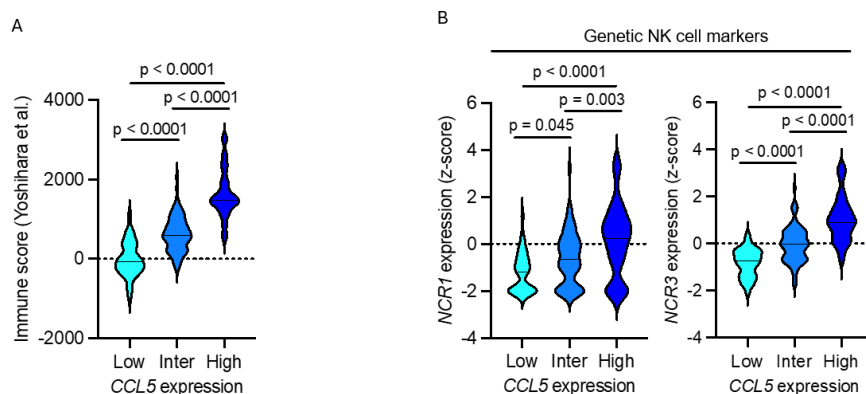 A
Immune score (Yoshihara et al.)
4000
2000
0
-2000
p < 0.0001
p < 0.0001
p < 0.0001
Low Inter High
CCL5 expression
B
Genetic NK cell markers
NCR1 expression (z-score)
6
4
2
0
-2
-4
p < 0.0001
p = 0.003
p = 0.045
Low Inter High
CCL5 expression
NCR3 expression (z-score)
6
4
2
0
-2
-4
p < 0.0001
p < 0.0001
p < 0.0001
Low Inter High
CCL5 expression